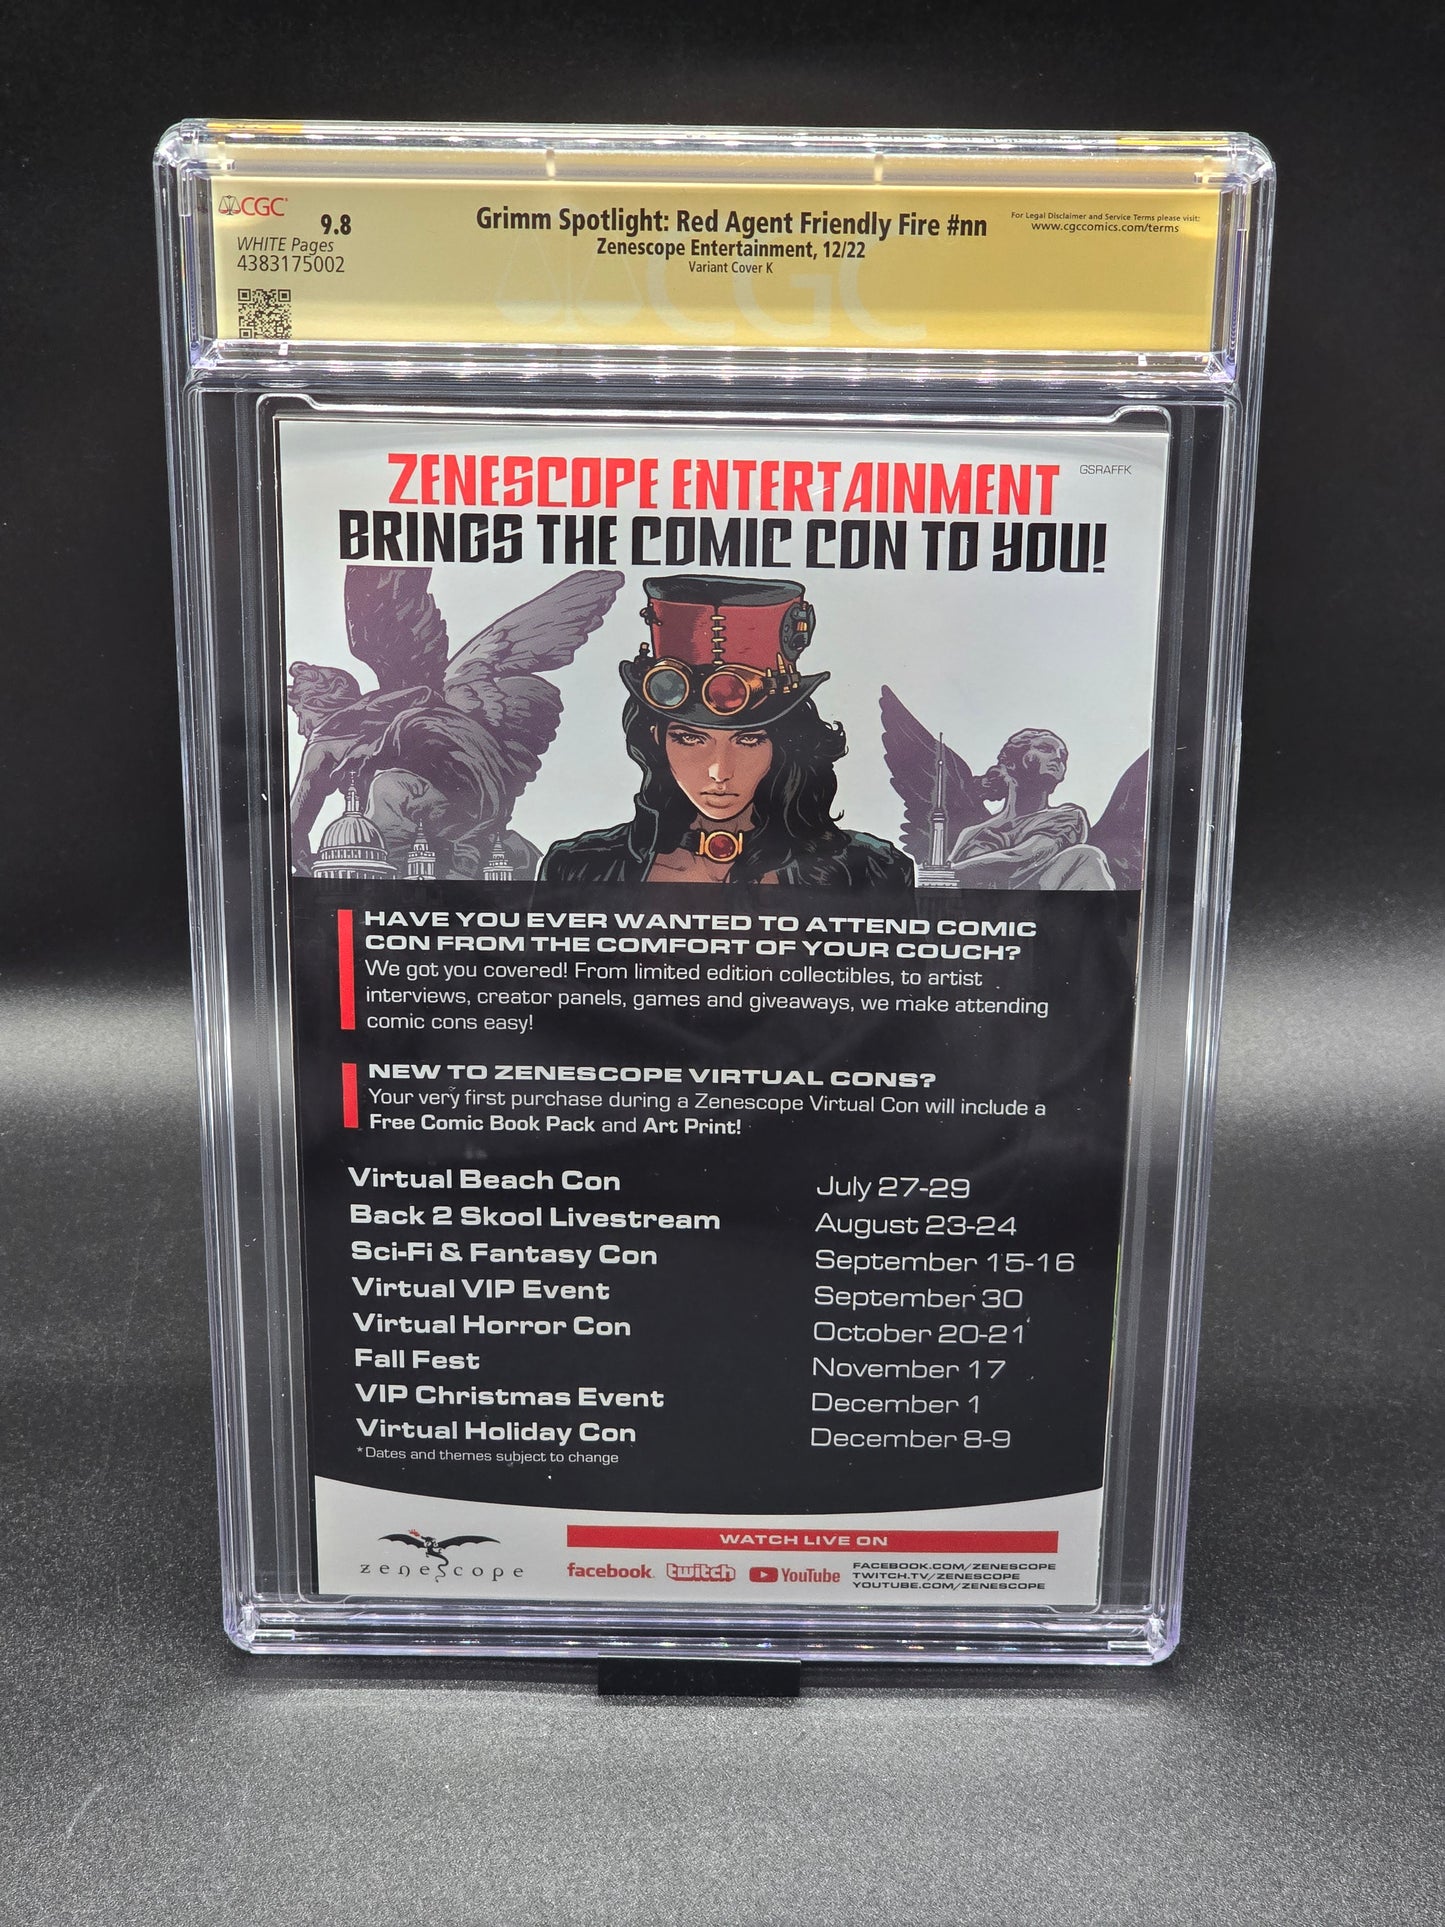 CGC
9.8
WHITE Pages
4383175002
Grimm Spotlight: Red Agent Friendly Fire #nn
Zenescope Entertainment, 12/22
Variant Cover K
For Legal Disclaimer and Service Terms please visit:
www.cgccomics.com/terms
CGC
ZENESCOPE ENTERTAINMENT
GSRAFFK
BRINGS THE COMIC CON TO YOU!
HAVE YOU EVER WANTED TO ATTEND COMIC
CON FROM THE COMFORT OF YOUR COUCH?
We got you covered! From limited edition collectibles, to artist
interviews, creator panels, games and giveaways, we make attending
comic cons easy!
NEW TO ZENESCOPE VIRTUAL CONS?
Your very first purchase during a Zenescope Virtual Con will include a
Free Comic Book Pack and Art Print!
Virtual Beach Con July 27-29
Back 2 Skool Livestream August 23-24
Sci-Fi & Fantasy Con September 15-16
Virtual VIP Event September 30
Virtual Horror Con October 20-21
Fall Fest November 17
VIP Christmas Event December 1
Virtual Holiday Con December 8-9
*Dates and themes subject to change
zenescope
WATCH LIVE ON
facebook twitch YouTube
FACEBOOK.COM/ZENESCOPE
TWITCH.TV/ZENESCOPE
YOUTUBE.COM/ZENESCOPE